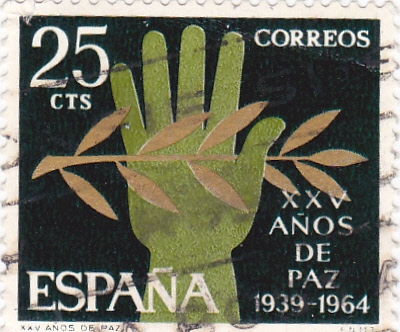 25 CORREOS
CTS
XXV
AÑOS
DE
PAZ
ESPAÑA 1939-1964
XXV AÑOS DE PAZ